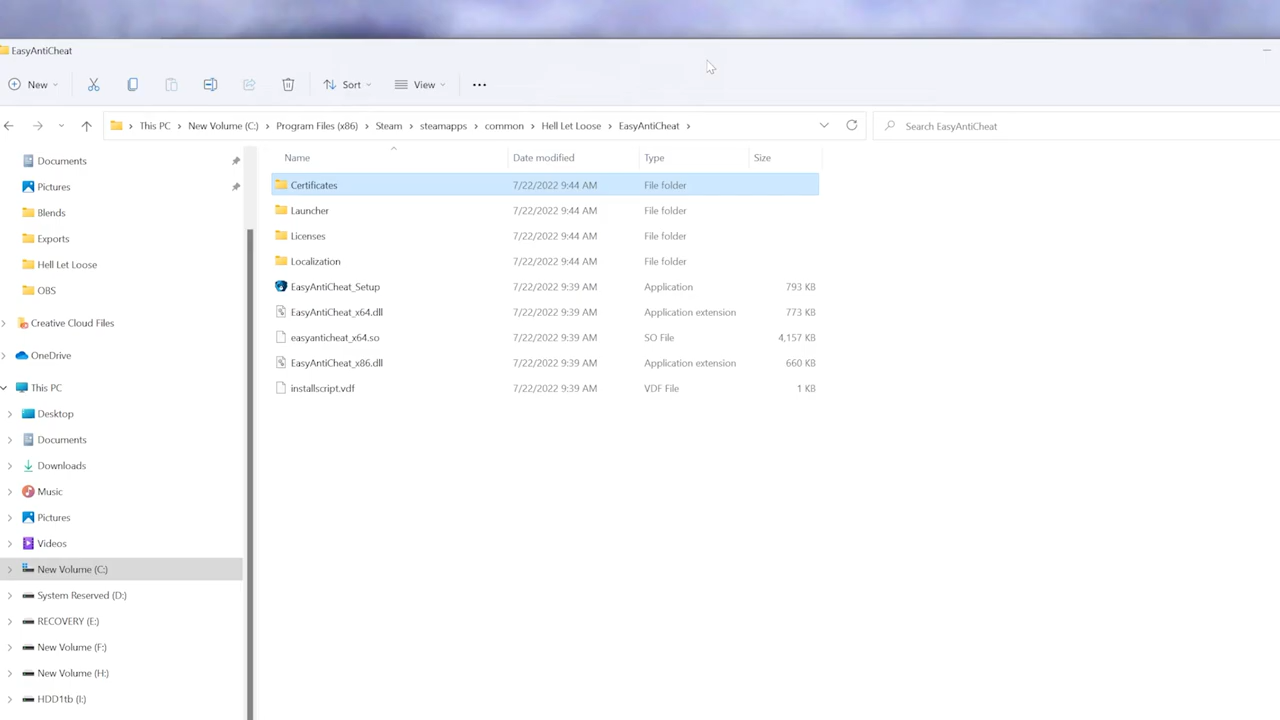 EasyAntiCheat
New Sort View
This PC New Volume (C:) Program Files (x86) Steam steamapps common Hell Let Loose EasyAntiCheat Search EasyAntiCheat
Name Date modified Type Size
Certificates 7/22/2022 9:44 AM File folder
Launcher 7/22/2022 9:44 AM File folder
Licenses 7/22/2022 9:44 AM File folder
Localization 7/22/2022 9:44 AM File folder
EasyAntiCheat_Setup 7/22/2022 9:39 AM Application 793 KB
EasyAntiCheat_x64.dll 7/22/2022 9:39 AM Application extension 773 KB
easyanticheat_x64.so 7/22/2022 9:39 AM SO File 4,157 KB
EasyAntiCheat_x86.dll 7/22/2022 9:39 AM Application extension 660 KB
installscript.vdf 7/22/2022 9:39 AM VDF File 1 KB
Documents
Pictures
Blends
Exports
Hell Let Loose
OBS
Creative Cloud Files
OneDrive
This PC
Desktop
Documents
Downloads
Music
Pictures
Videos
New Volume (C:)
System Reserved (D:)
RECOVERY (E:)
New Volume (F:)
New Volume (H:)
HDD1tb (I:)